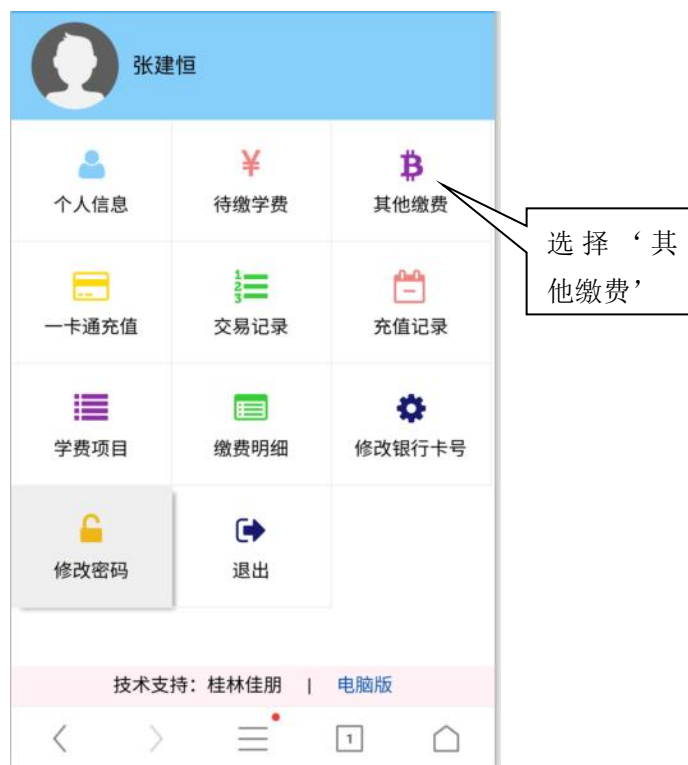 张建恒
个人信息
待缴学费
其他缴费
选择‘其
他缴费’
一卡通充值
交易记录
充值记录
学费项目
缴费明细
修改银行卡号
修改密码
退出
技术支持：桂林佳朋 | 电脑版
1